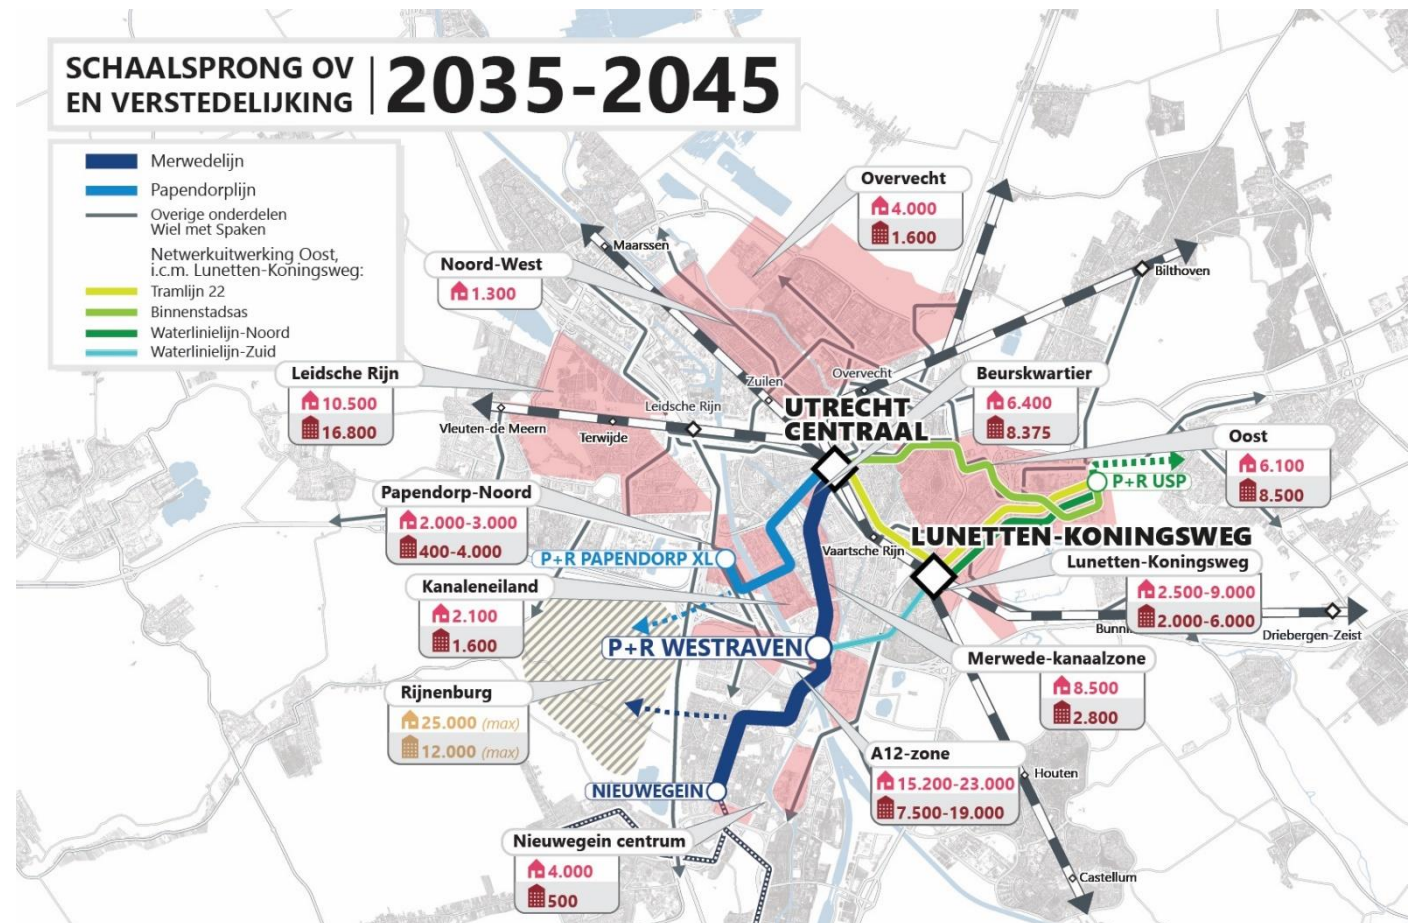 SCHAALSPRONG OV
EN VERSTEDELIJKING
2035-2045
Merwedelijn
Papendorplijn
Overige onderdelen
Wiel met Spaken
Netwerkuitwerking Oost,
i.c.m. Lunetten-Koningsweg:
Tramlijn 22
Binnenstadsas
Waterlinielijn-Noord
Waterlinielijn-Zuid
Overvecht
4.000
1.600
Maarssen
Bilthoven
Noord-West
1.300
Leidsche Rijn
10.500
16.800
Zuilen
Overvecht
Beurskwartier
6.400
8.375
Leidsche Rijn
Vleuten-de Meern
Terwijde
UTRECHT
CENTRAAL
Oost
6.100
8.500
P+R USP
Papendorp-Noord
2.000-3.000
400-4.000
P+R PAPENDORP XL
Vaartsche Rijn
LUNETTEN-KONINGSWEG
Lunetten-Koningsweg
2.500-9.000
2.000-6.000
Kanaleneiland
2.100
1.600
Bunni
Driebergen-Zeist
P+R WESTRAVEN
Merwede-kanaalzone
8.500
2.800
Rijnenburg
25.000 (max)
12.000 (max)
A12-zone
15.200-23.000
7.500-19.000
Houten
NIEUWEGEIN
Nieuwegein centrum
4.000
500
Castellum